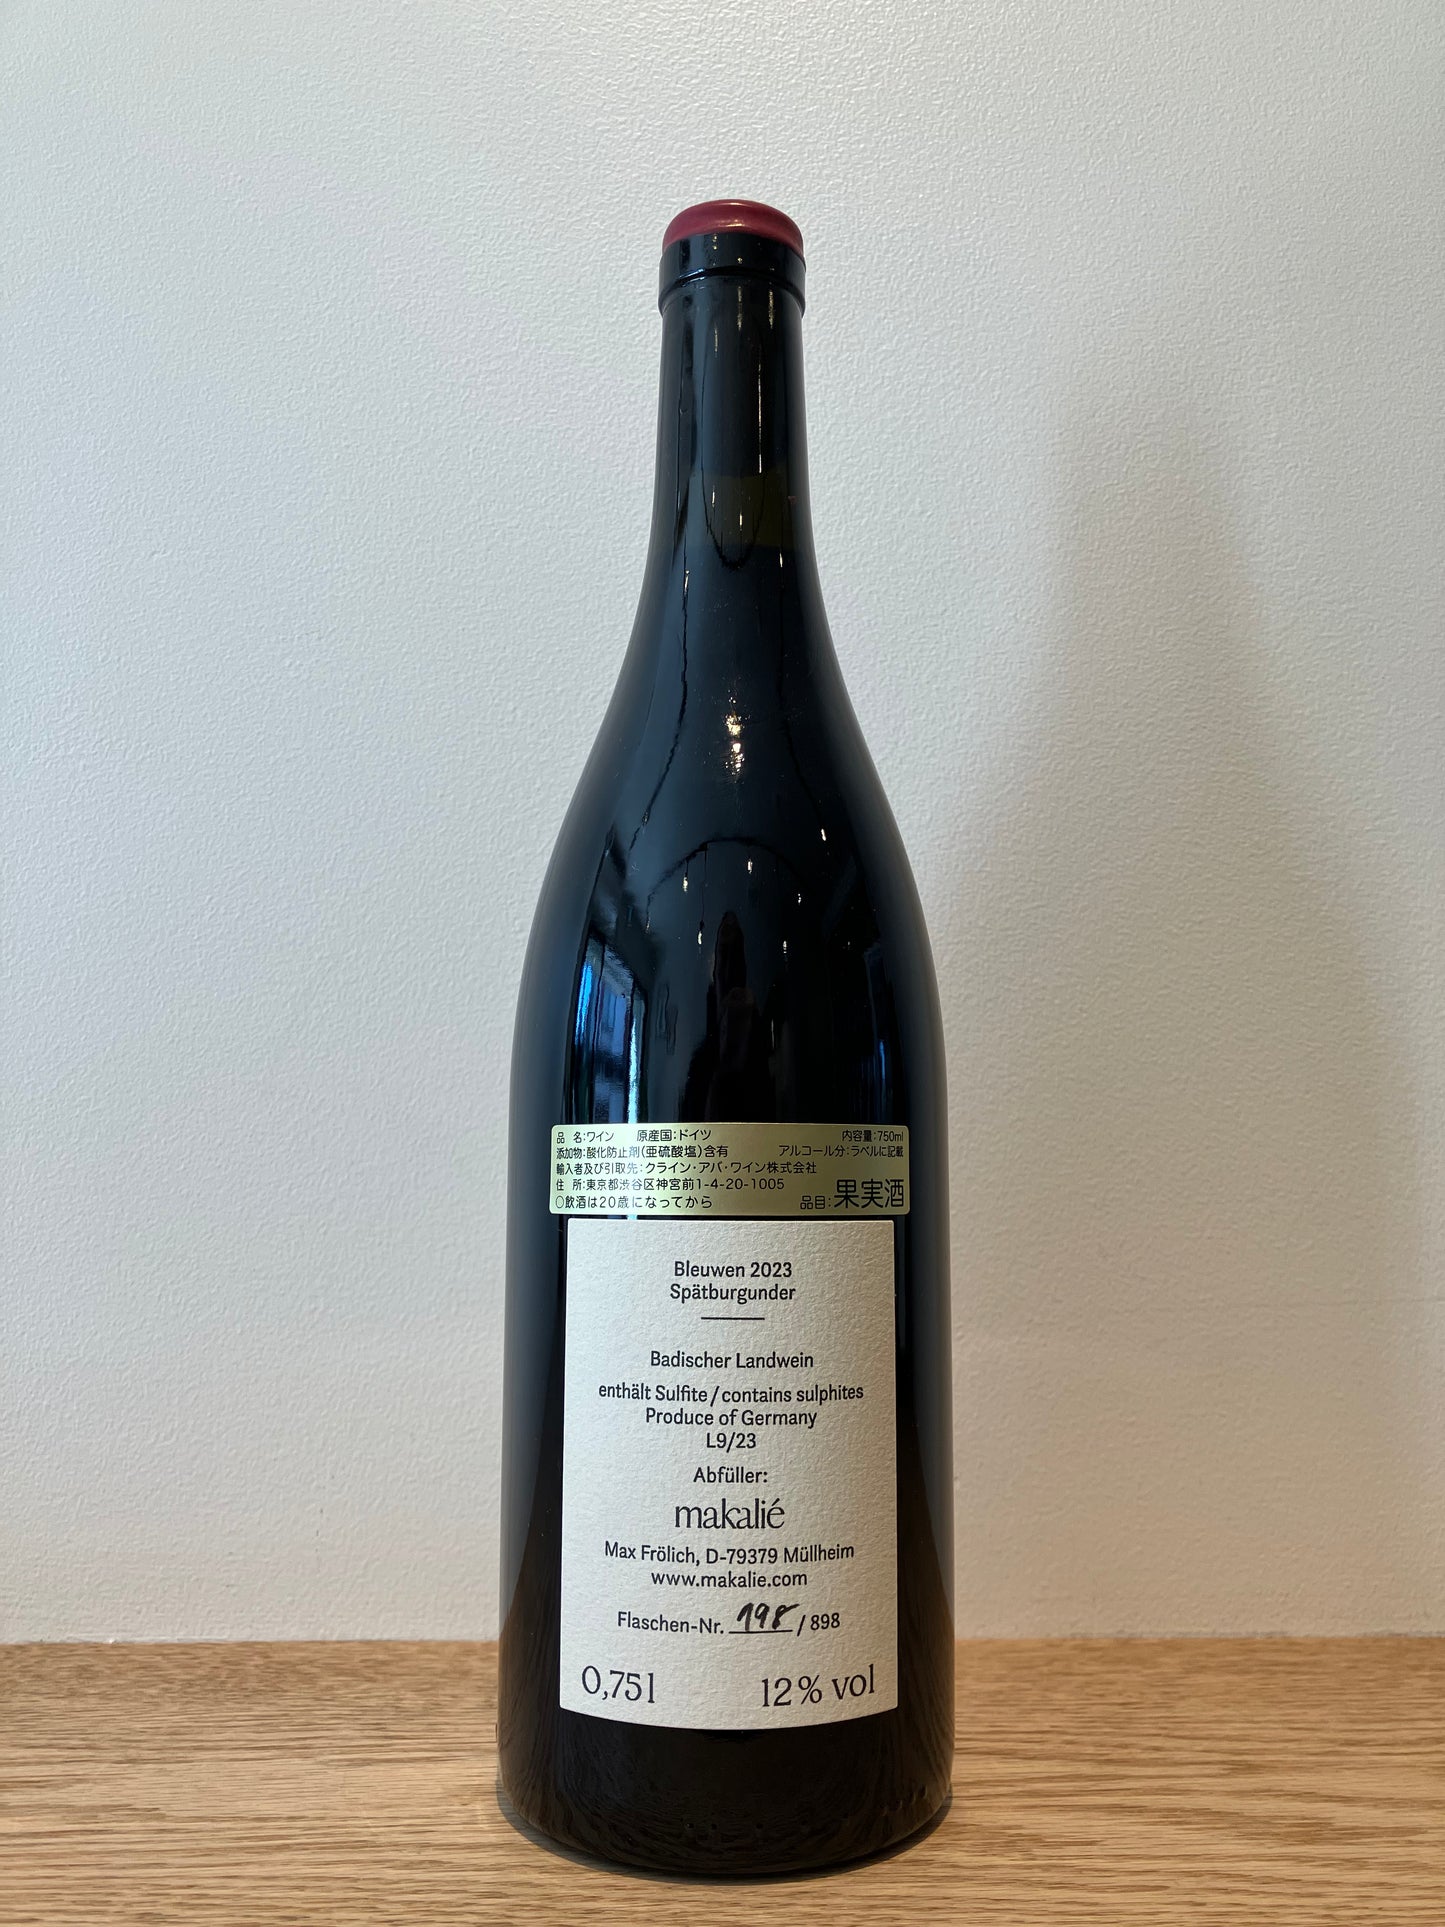 品 名:ワイン 原産国:ドイツ 内容量:750ml
添加物:酸化防止剤(亜硫酸塩)含有 アルコール分:ラベルに記載
輸入者及び引取先:クライン・アバ・ワイン株式会社
住 所:東京都渋谷区神宮前1-4-20-1005
○飲酒は20歳になってから 品目:果実酒
Bleuwen 2023
Spätburgunder
Badischer Landwein
enthält Sulfite/contains sulphites
Produce of Germany
L9/23
Abfüller:
makalié
Max Frölich, D-79379 Müllheim
www.makalie.com
Flaschen-Nr. 198 / 898
0,75l 12% vol